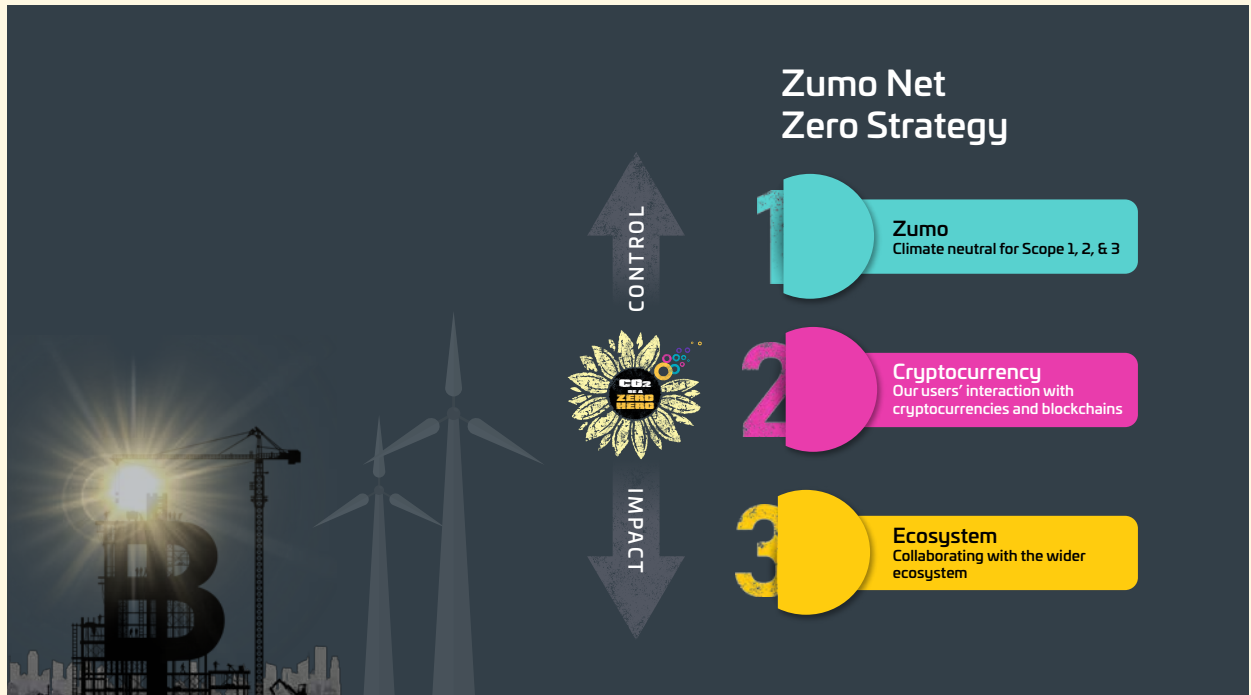 Zumo Net
Zero Strategy
CONTROL
1
Zumo
Climate neutral for Scope 1, 2, & 3
CO2
BE A
ZERO
HERO
2
Cryptocurrency
Our users' interaction with
cryptocurrencies and blockchains
IMPACT
3
Ecosystem
Collaborating with the wider
ecosystem